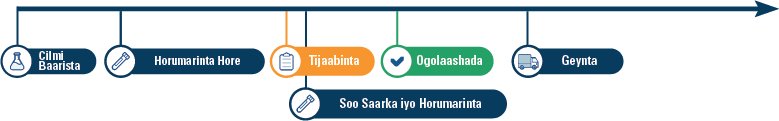 Cilmi
Baarista
Horumarinta Hore
Tijaabinta
Ogolaashada
Geynta
Soo Saarka iyo Horumarinta